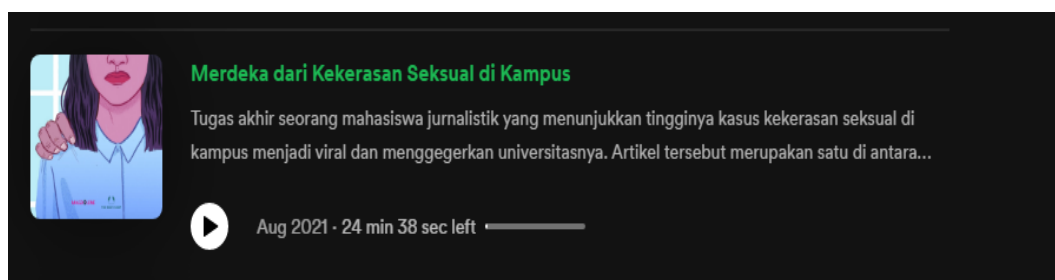 Merdeka dari Kekerasan Seksual di Kampus
Tugas akhir seorang mahasiswa jurnalistik yang menunjukkan tingginya kasus kekerasan seksual di
kampus menjadi viral dan menggegerkan universitasnya. Artikel tersebut merupakan satu di antara...
Aug 2021 · 24 min 38 sec left